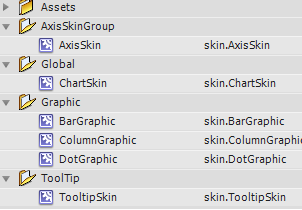 Assets
AxisSkinGroup
AxisSkin skin.AxisSkin
Global
ChartSkin skin.ChartSkin
Graphic
BarGraphic skin.BarGraphic
ColumnGraphic skin.ColumnGraphic
DotGraphic skin.DotGraphic
ToolTip
TooltipSkin skin.TooltipSkin